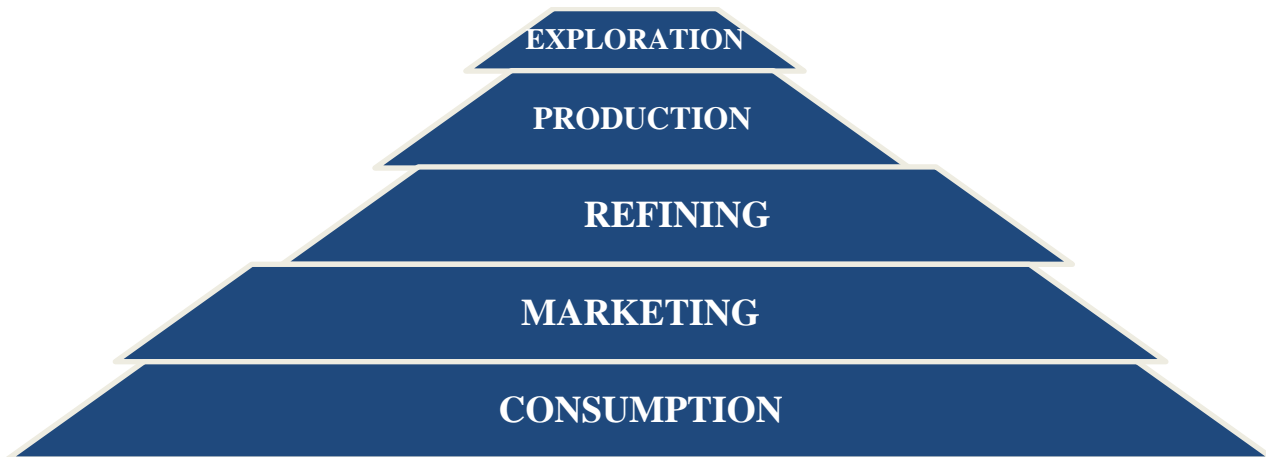 EXPLORATION
PRODUCTION
REFINING
MARKETING
CONSUMPTION